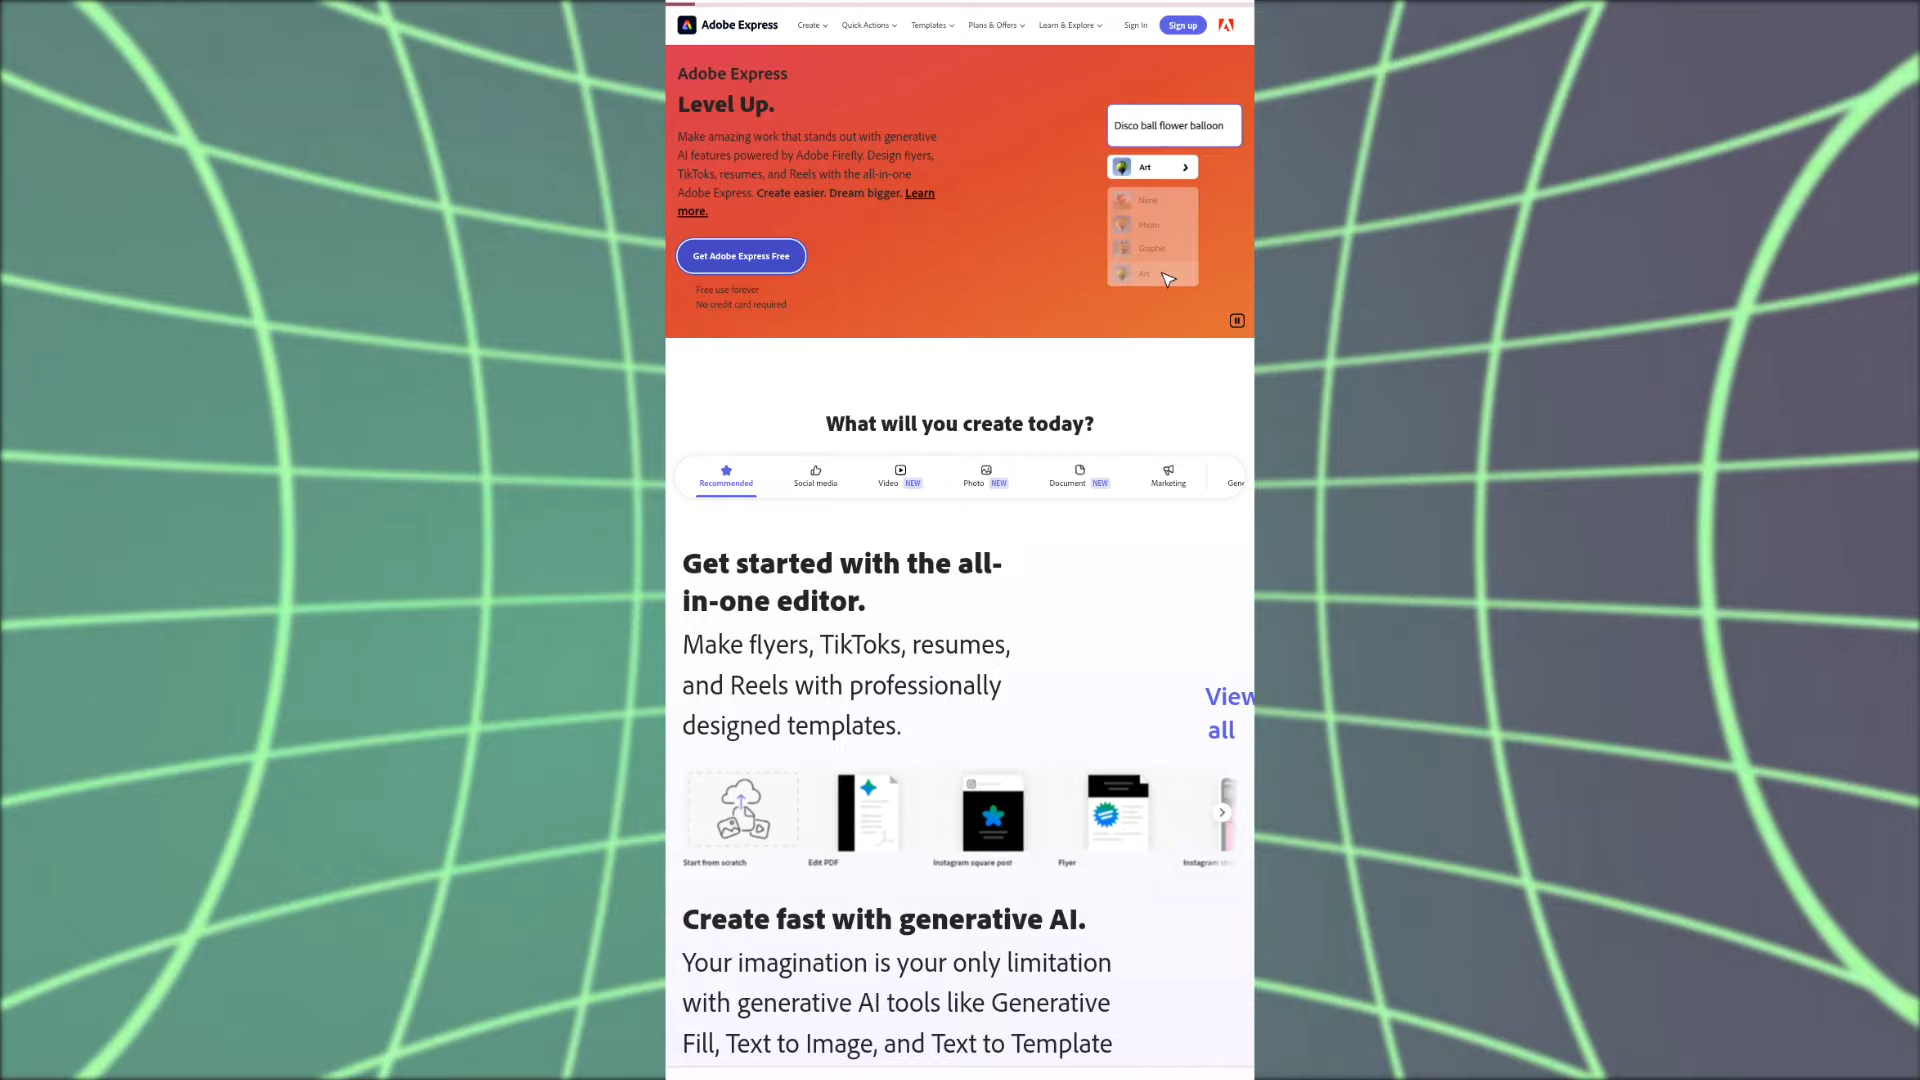 Adobe Express Create Quick Actions Templates Plans & Offers Learn & Explore Sign In Sign up
Adobe Express
Level Up.
Make amazing work that stands out with generative
AI features powered by Adobe Firefly. Design flyers,
TikToks, resumes, and Reels with the all-in-one
Adobe Express. Create easier. Dream bigger. Learn
more.
Get Adobe Express Free
Free use forever
No credit card required
Disco ball flower balloon
Art
None
Photo
Graphic
Art
What will you create today?
Recommended Social media Video NEW Photo NEW Document NEW Marketing
Get started with the all-
in-one editor.
Make flyers, TikToks, resumes,
and Reels with professionally
designed templates.
View
all
Start from scratch Edit PDF Instagram square post Flyer Instagram
Create fast with generative AI.
Your imagination is your only limitation
with generative AI tools like Generative
Fill, Text to Image, and Text to Template